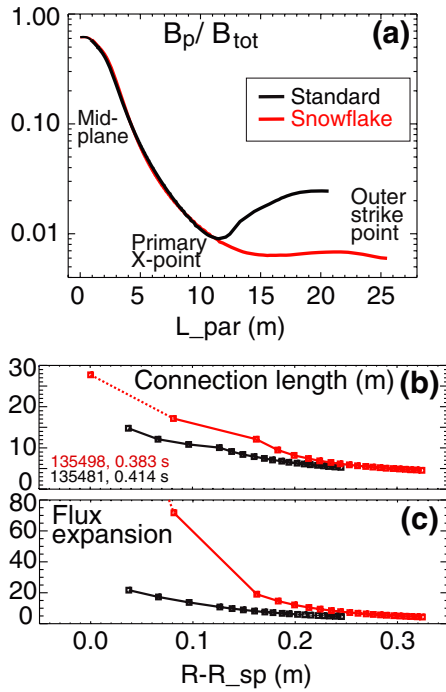 B_p / B_tot
(a)
1.00
0.10
0.01
Standard
Snowflake
Mid-
plane
Primary
X-point
Outer
strike
point
0 5 10 15 20 25
L_par (m)
Connection length (m)
(b)
30
20
10
0
135498, 0.383 s
135481, 0.414 s
Flux
expansion
(c)
80
60
40
20
0
0.0 0.1 0.2 0.3
R-R_sp (m)